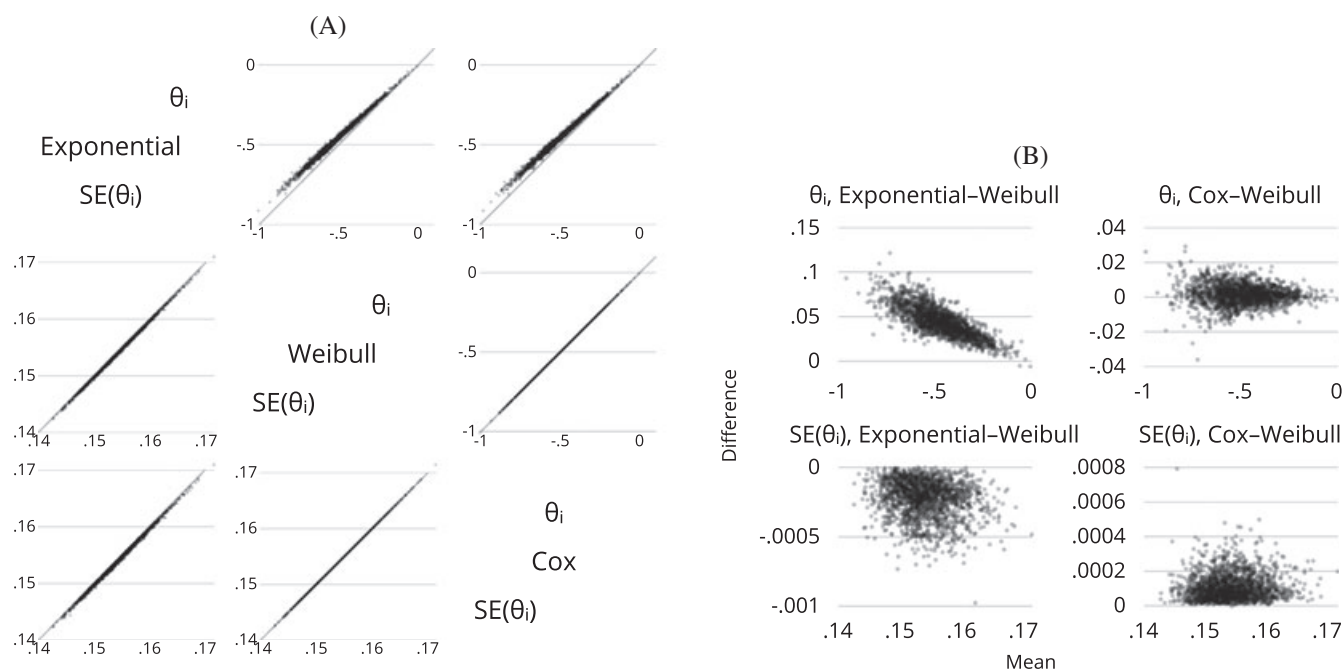 (A)
θi
Exponential
SE(θi)
0
-.5
-1
-1 -.5 0
0
-.5
-1
-1 -.5 0
.17
.16
.15
.14
.14 .15 .16 .17
θi
Weibull
SE(θi)
0
-.5
-1
-1 -.5 0
.17
.16
.15
.14
.14 .15 .16 .17
.17
.16
.15
.14
.14 .15 .16 .17
θi
Cox
SE(θi)
(B)
Difference
θi, Exponential–Weibull
.15
.1
.05
0
-1 -.5 0
θi, Cox–Weibull
.04
.02
0
-.02
-.04
-1 -.5 0
SE(θi), Exponential–Weibull
0
-.0005
-.001
.14 .15 .16 .17
SE(θi), Cox–Weibull
.0008
.0006
.0004
.0002
0
.14 .15 .16 .17
Mean